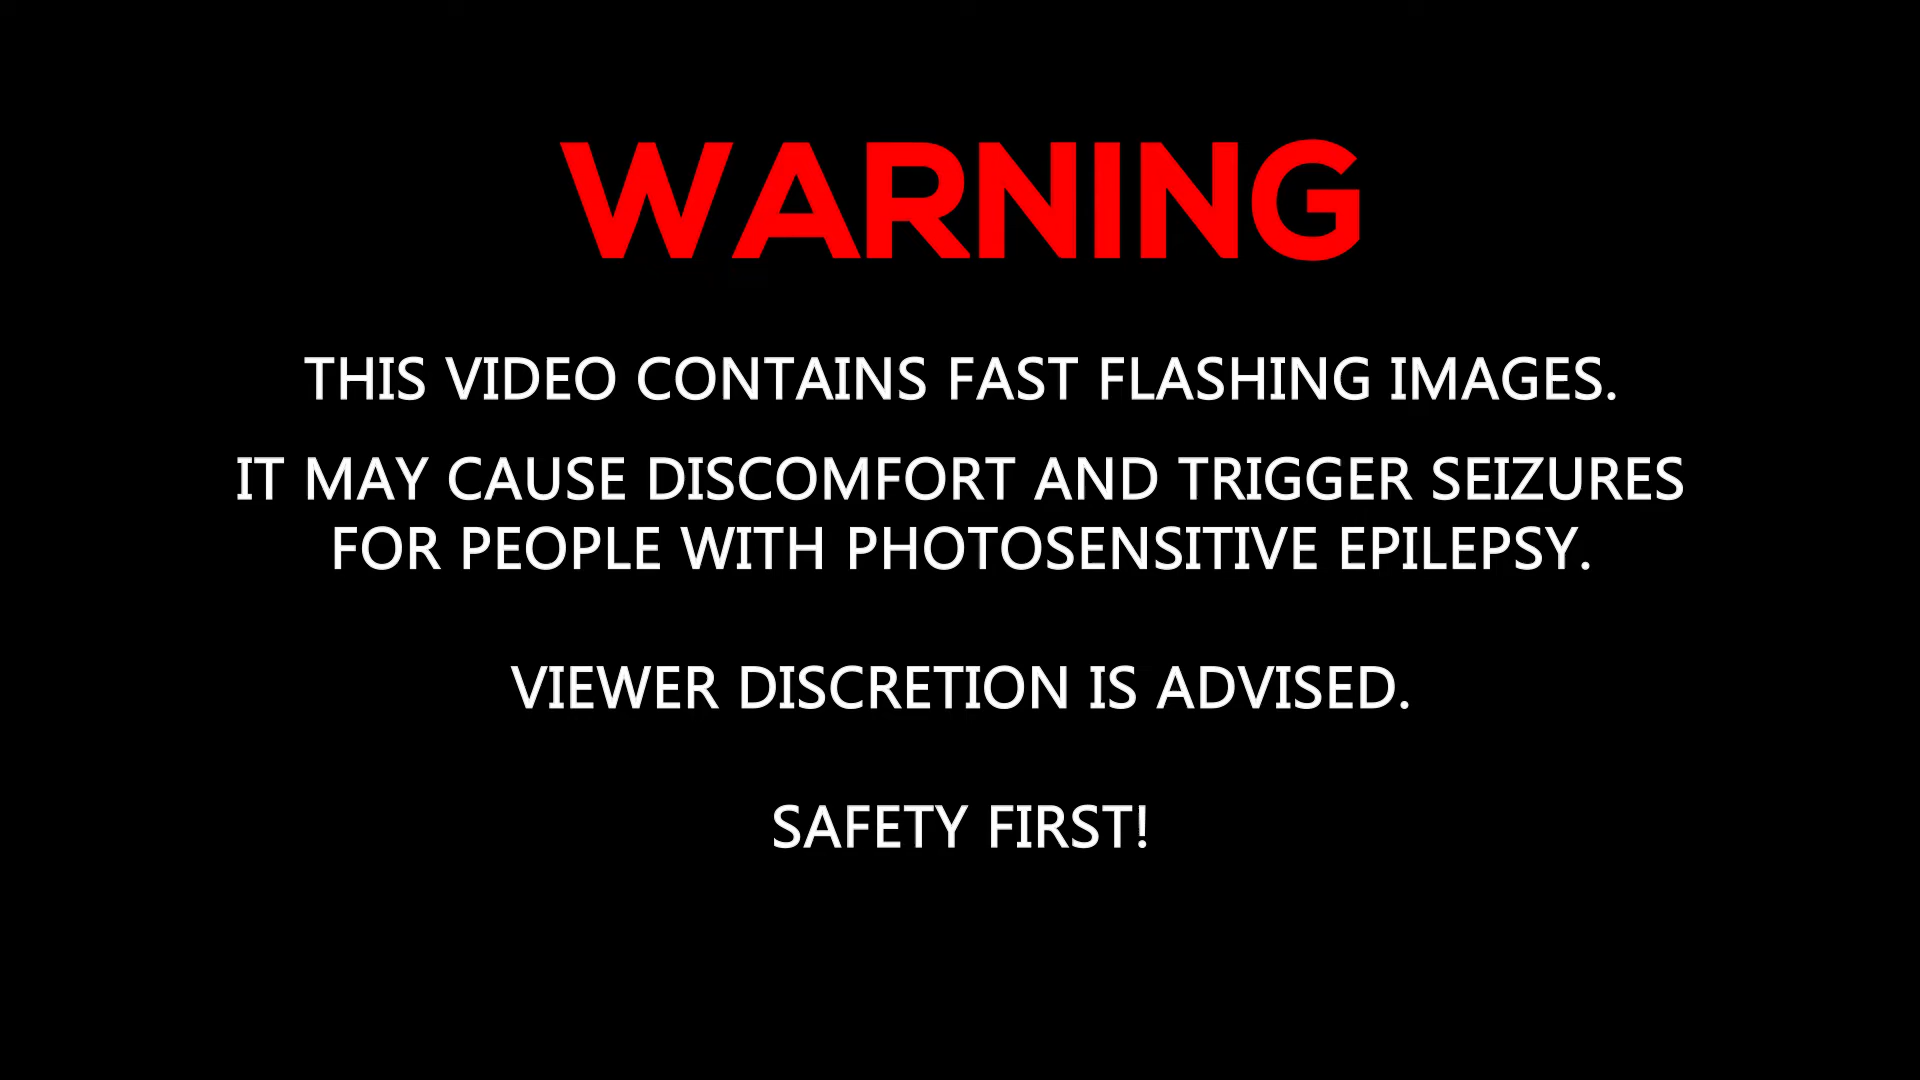 WARNING
THIS VIDEO CONTAINS FAST FLASHING IMAGES.
IT MAY CAUSE DISCOMFORT AND TRIGGER SEIZURES
FOR PEOPLE WITH PHOTOSENSITIVE EPILEPSY.
VIEWER DISCRETION IS ADVISED.
SAFETY FIRST!